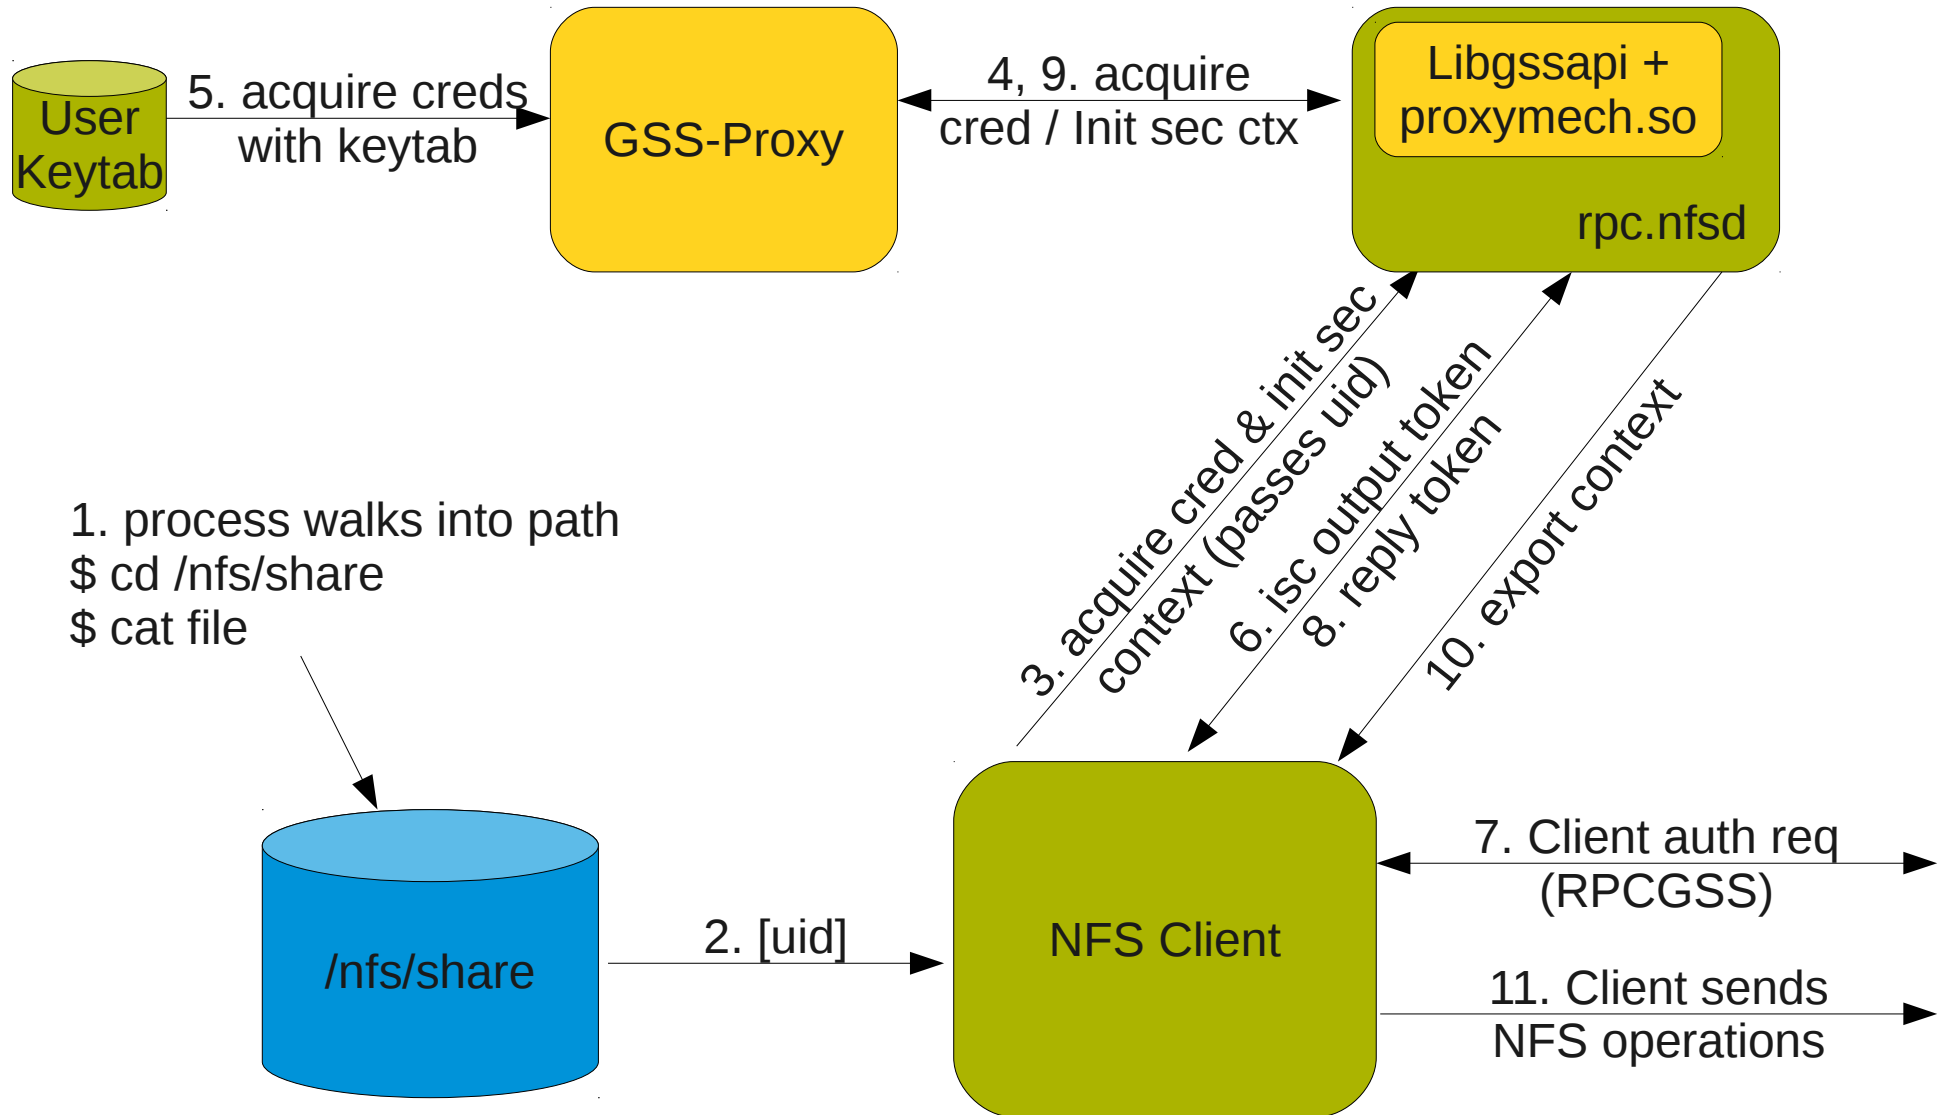 User
Keytab
5. acquire creds
with keytab
GSS-Proxy
4, 9. acquire
cred / Init sec ctx
Libgssapi +
proxymech.so
rpc.nfsd
3. acquire cred & init sec
context (passes uid)
6. isc output token
8. reply token
10. export context
1. process walks into path
$ cd /nfs/share
$ cat file
/nfs/share
2. [uid]
NFS Client
7. Client auth req
(RPCGSS)
11. Client sends
NFS operations